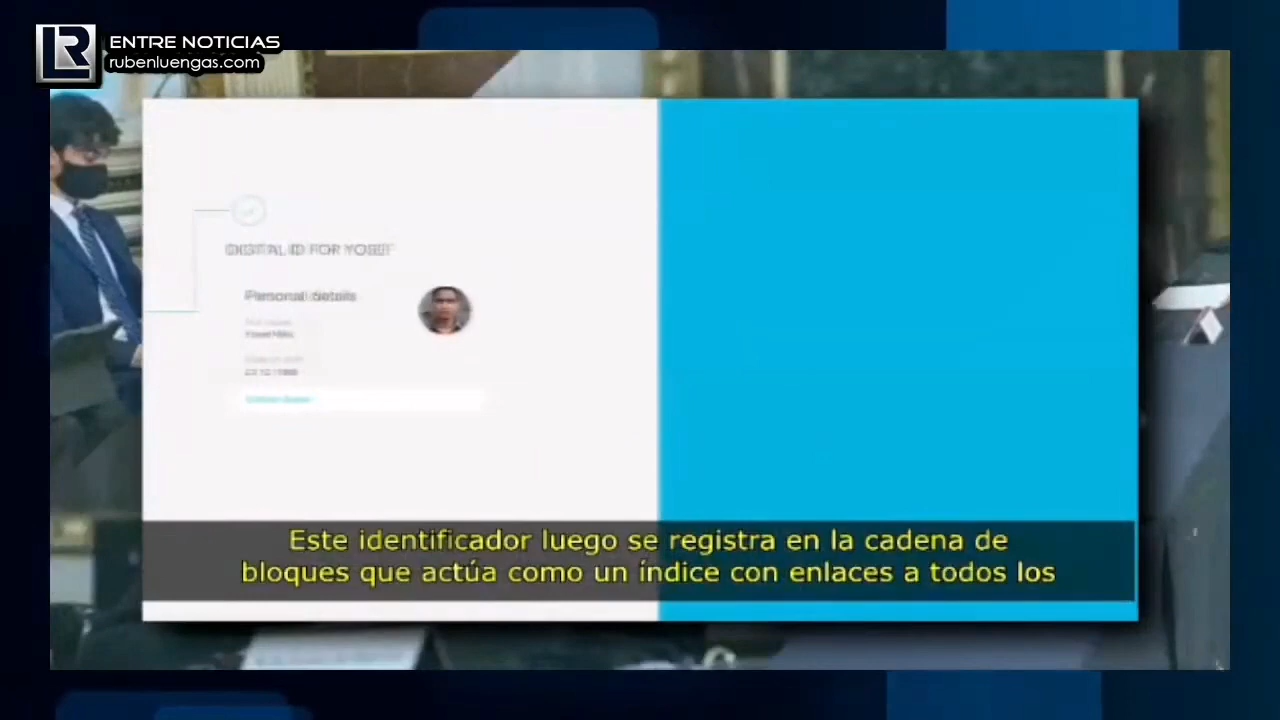 LR ENTRE NOTICIAS
rubenluengas.com
DIGITAL ID FOR YOSEF
Personal details
Este identificador luego se registra en la cadena de
bloques que actúa como un índice con enlaces a todos los